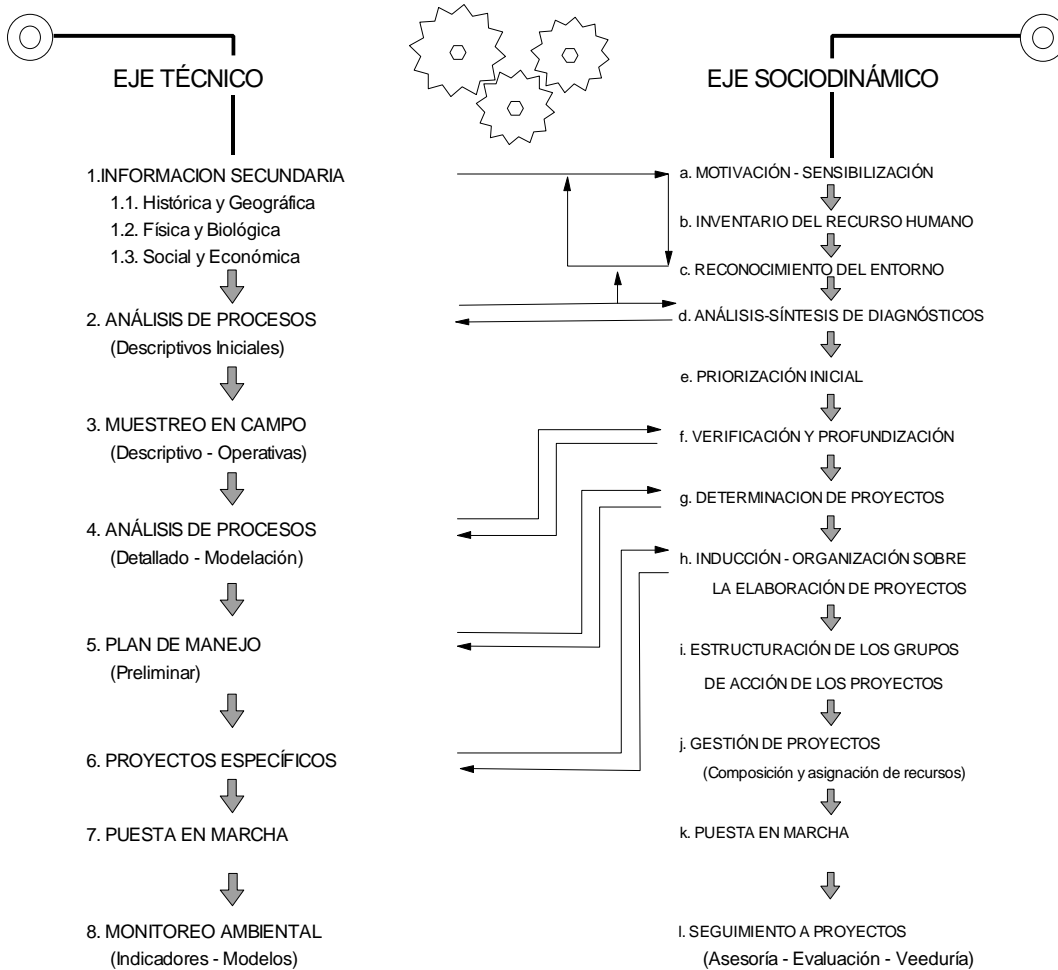 EJE TÉCNICO
1.INFORMACION SECUNDARIA
1.1. Histórica y Geográfica
1.2. Física y Biológica
1.3. Social y Económica
2. ANÁLISIS DE PROCESOS
(Descriptivos Iniciales)
3. MUESTREO EN CAMPO
(Descriptivo - Operativas)
4. ANÁLISIS DE PROCESOS
(Detallado - Modelación)
5. PLAN DE MANEJO
(Preliminar)
6. PROYECTOS ESPECÍFICOS
7. PUESTA EN MARCHA
8. MONITOREO AMBIENTAL
(Indicadores - Modelos)
EJE SOCIODINÁMICO
a. MOTIVACIÓN - SENSIBILIZACIÓN
b. INVENTARIO DEL RECURSO HUMANO
c. RECONOCIMIENTO DEL ENTORNO
d. ANÁLISIS-SÍNTESIS DE DIAGNÓSTICOS
e. PRIORIZACIÓN INICIAL
f. VERIFICACIÓN Y PROFUNDIZACIÓN
g. DETERMINACION DE PROYECTOS
h. INDUCCIÓN - ORGANIZACIÓN SOBRE
LA ELABORACIÓN DE PROYECTOS
i. ESTRUCTURACIÓN DE LOS GRUPOS
DE ACCIÓN DE LOS PROYECTOS
j. GESTIÓN DE PROYECTOS
(Composición y asignación de recursos)
k. PUESTA EN MARCHA
l. SEGUIMIENTO A PROYECTOS
(Asesoría - Evaluación - Veeduría)